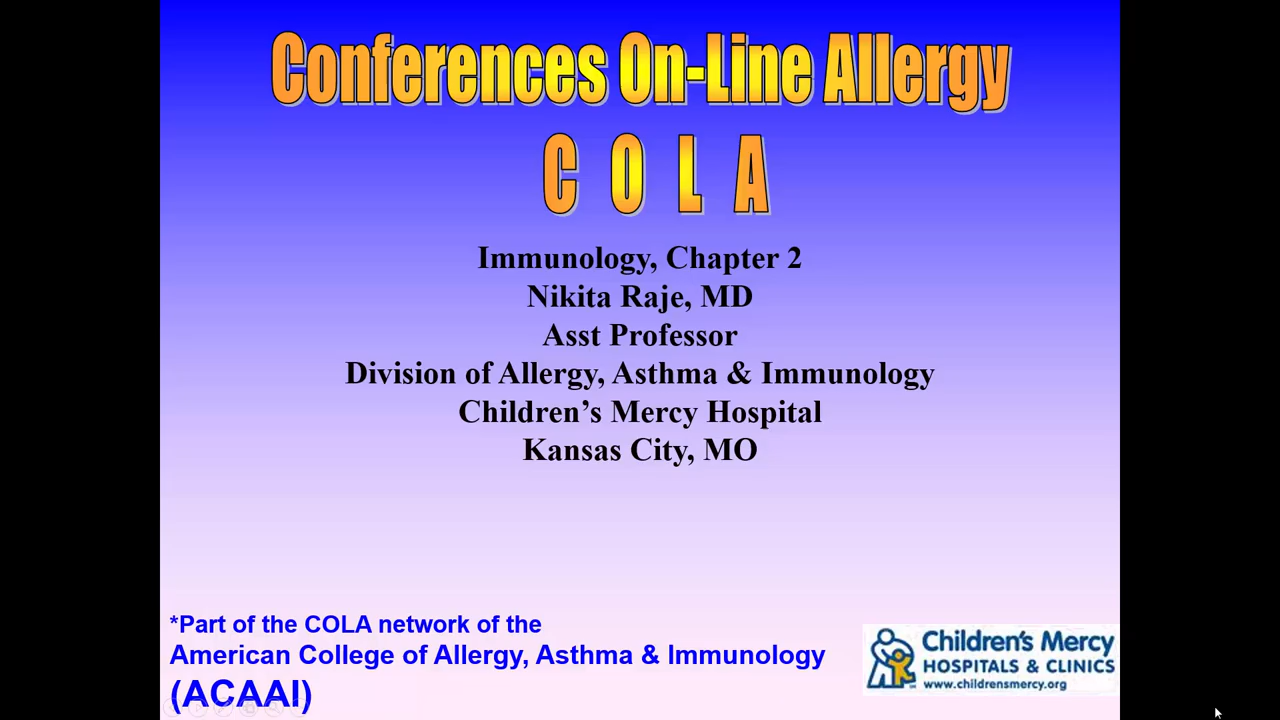 Conferences On-Line Allergy
C O L A
Immunology, Chapter 2
Nikita Raje, MD
Asst Professor
Division of Allergy, Asthma & Immunology
Children's Mercy Hospital
Kansas City, MO
*Part of the COLA network of the
American College of Allergy, Asthma & Immunology
(ACAAI)
Children's Mercy
HOSPITALS & CLINICS
www.childrensmercy.org